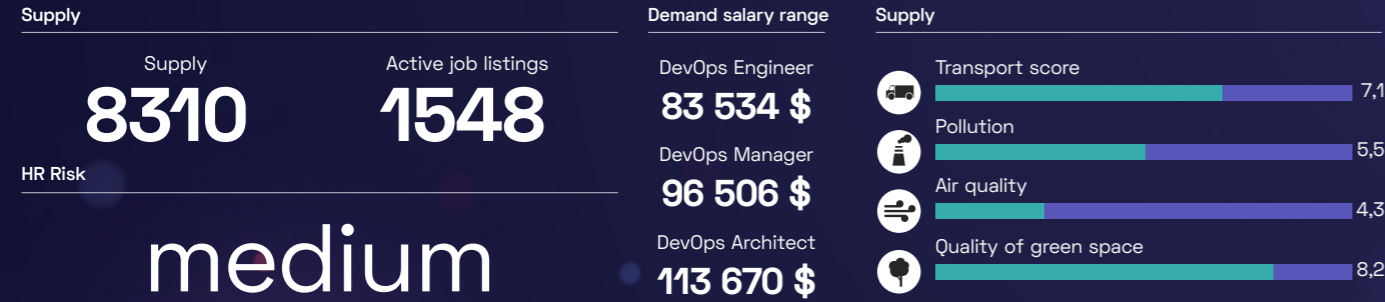 Supply
Supply
8310
Active job listings
1548
HR Risk
medium
Demand salary range
DevOps Engineer
83 534 $
DevOps Manager
96 506 $
DevOps Architect
113 670 $
Supply
Transport score
7,1
Pollution
5,5
Air quality
4,3
Quality of green space
8,2